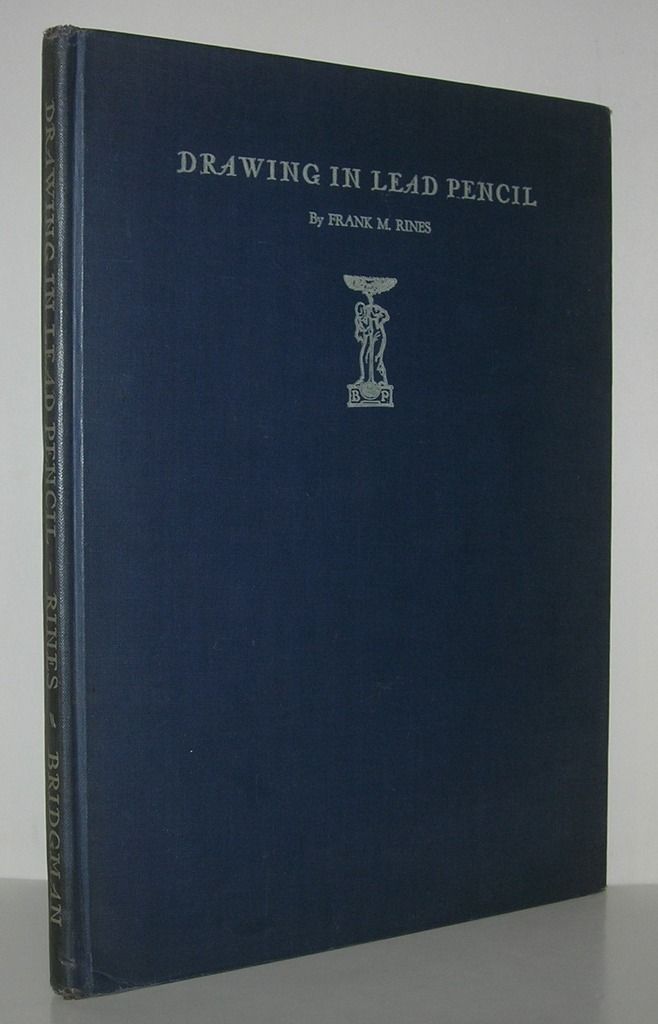 DRAWING IN LEAD PENCIL
By FRANK M. RINES
B P
DRAWING IN LEAD PENCIL - RINES - BRIDGMAN